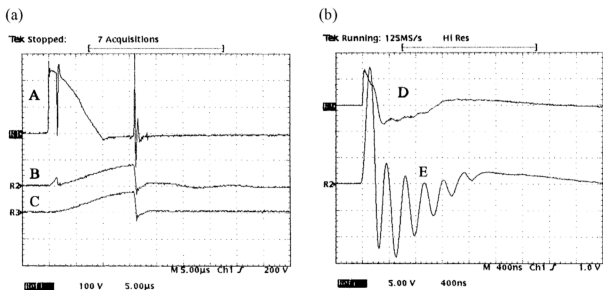 (a)
Tek Stopped: 7 Acquisitions
A
B
R2
C
R3
M 5.00µs Ch1 ʃ 200 V
100 V 5.00µs
(b)
Tek Running: 125MS/s Hi Res
D
R2
E
M 400ns Ch1 ʃ 1.0 V
5.00 V 400ns